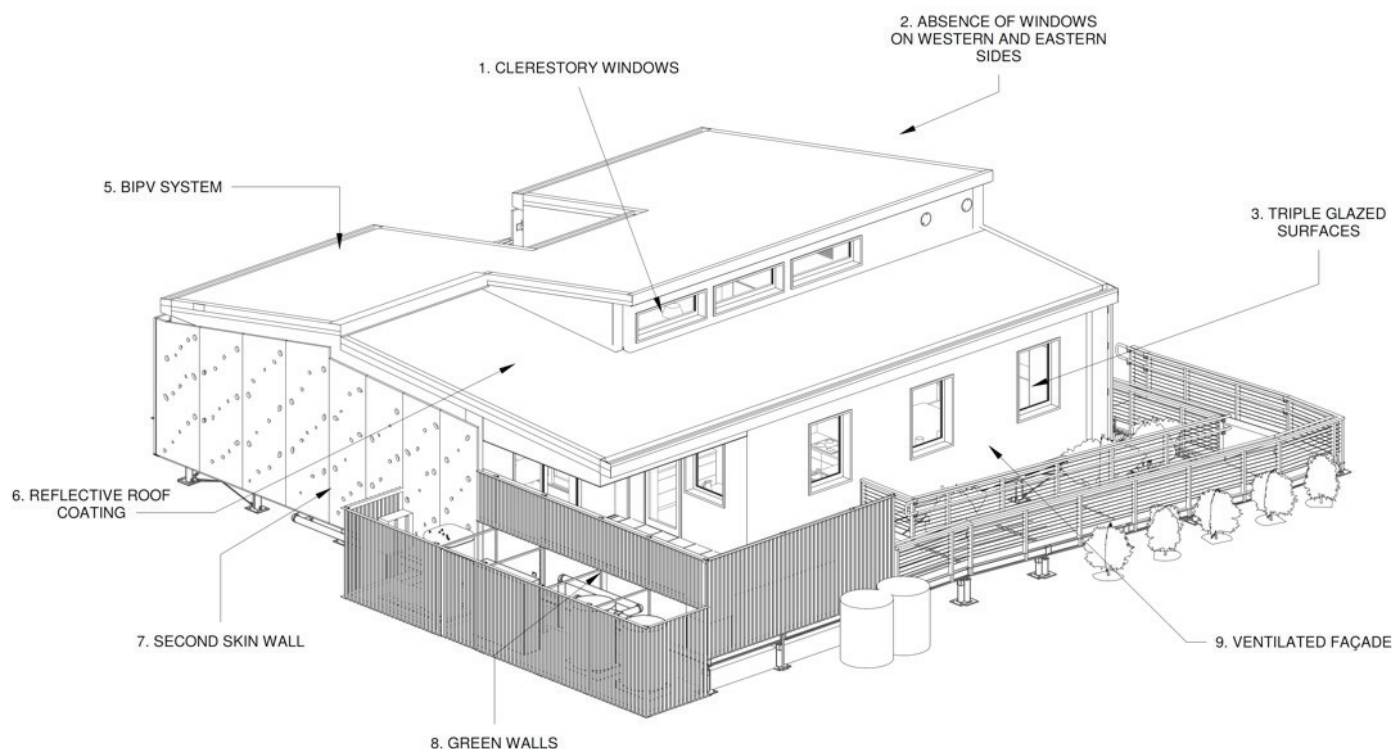 2. ABSENCE OF WINDOWS
ON WESTERN AND EASTERN
SIDES
1. CLERESTORY WINDOWS
5. BIPV SYSTEM
3. TRIPLE GLAZED
SURFACES
6. REFLECTIVE ROOF
COATING
7. SECOND SKIN WALL
9. VENTILATED FAÇADE
8. GREEN WALLS